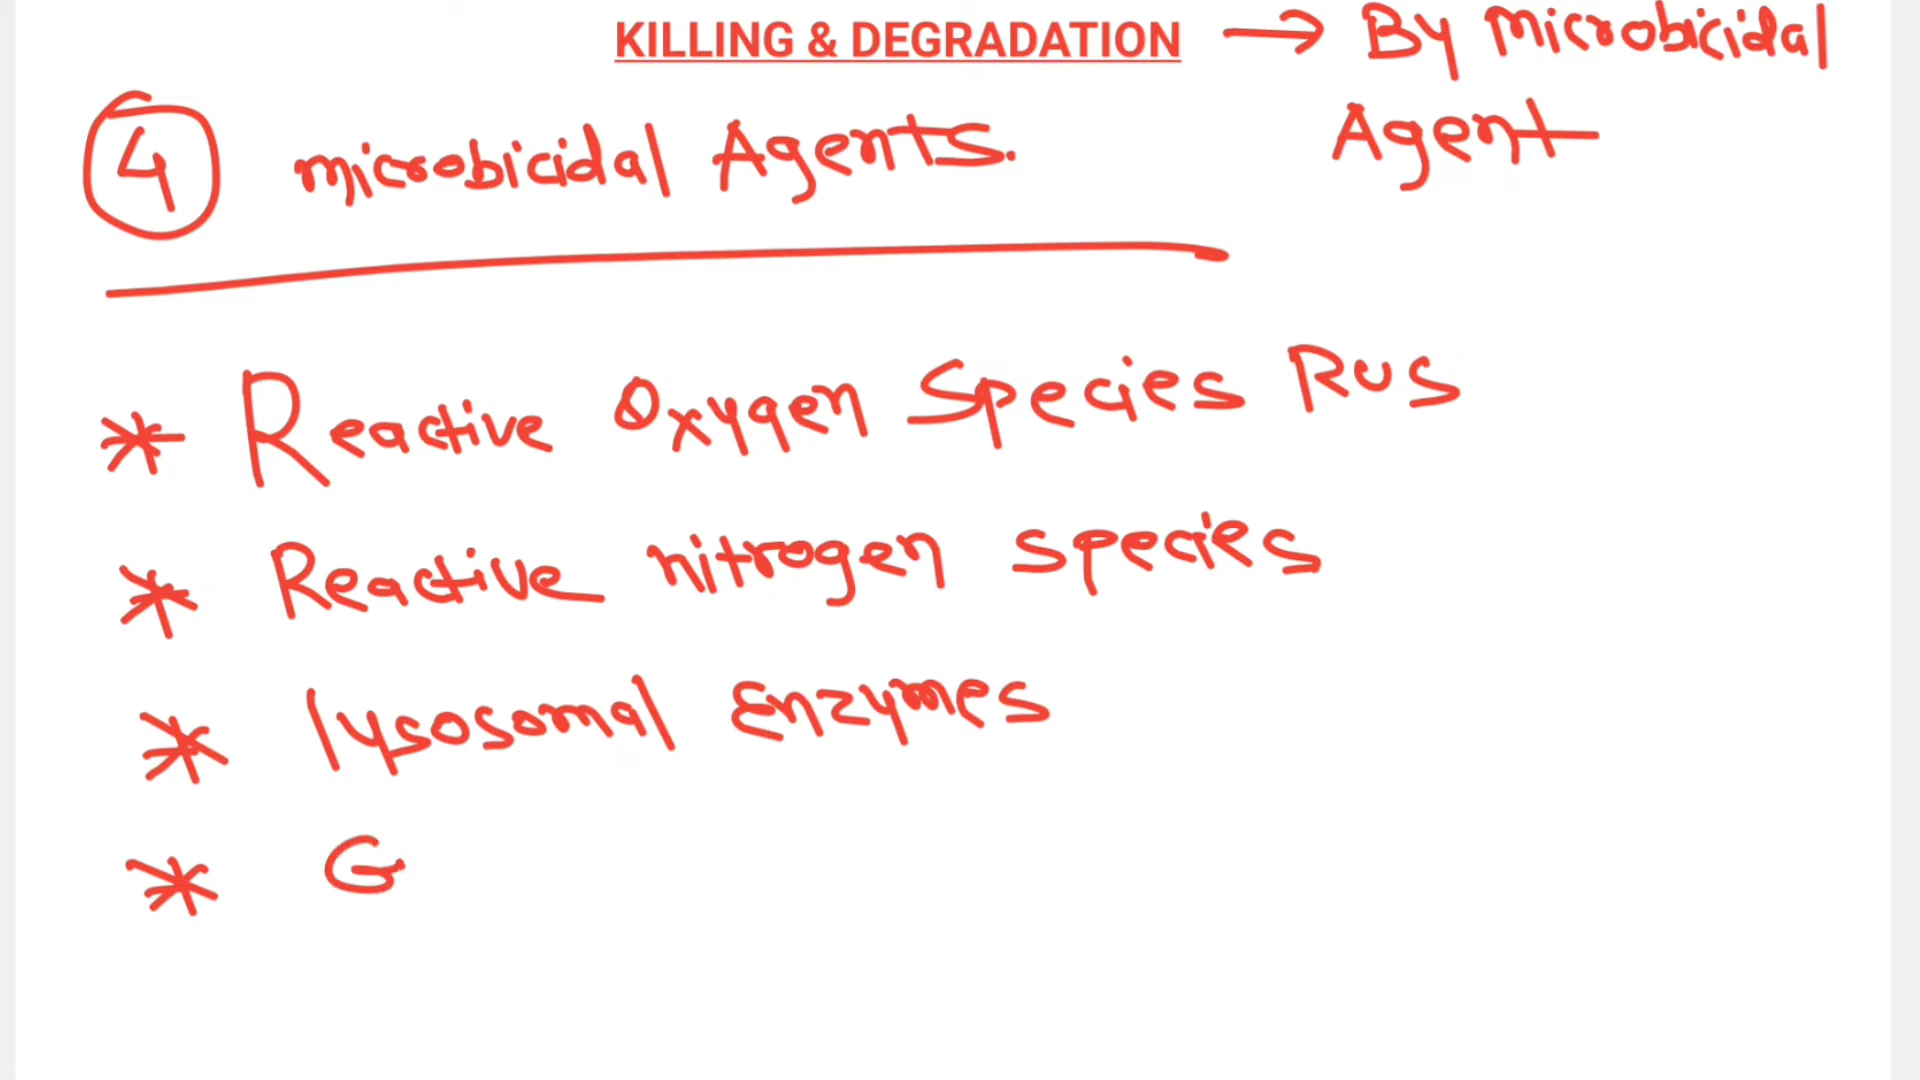 KILLING & DEGRADATION → By Microbicidal
Agent
4 microbicidal Agents.
* Reactive Oxygen Species ROS
* Reactive nitrogen species
* lysosomal Enzymes
* G